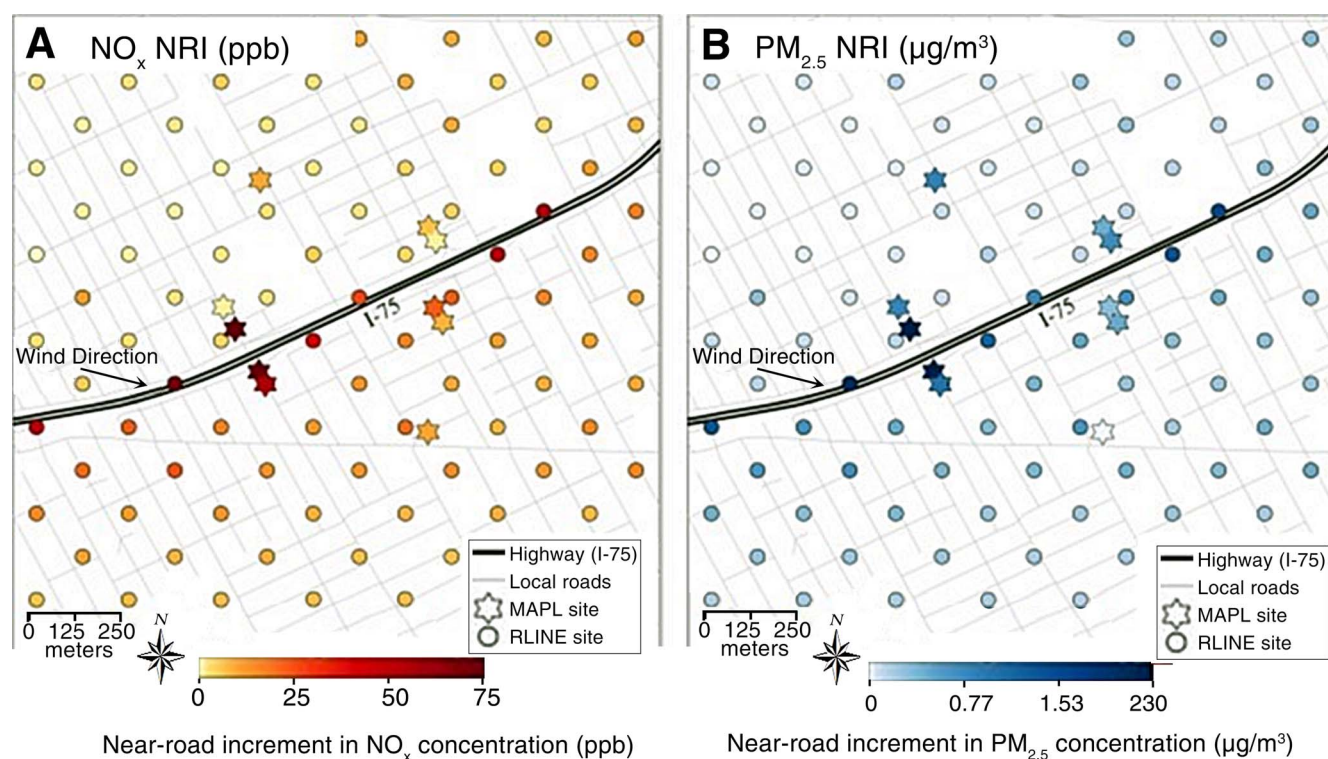 A NOx NRI (ppb)
I-75
Wind Direction
Highway (I-75)
Local roads
MAPL site
RLINE site
0 125 250
meters
N
0 25 50 75
Near-road increment in NOx concentration (ppb)
B PM2.5 NRI (µg/m³)
I-75
Wind Direction
Highway (I-75)
Local roads
MAPL site
RLINE site
0 125 250
meters
N
0 0.77 1.53 230
Near-road increment in PM2.5 concentration (µg/m³)